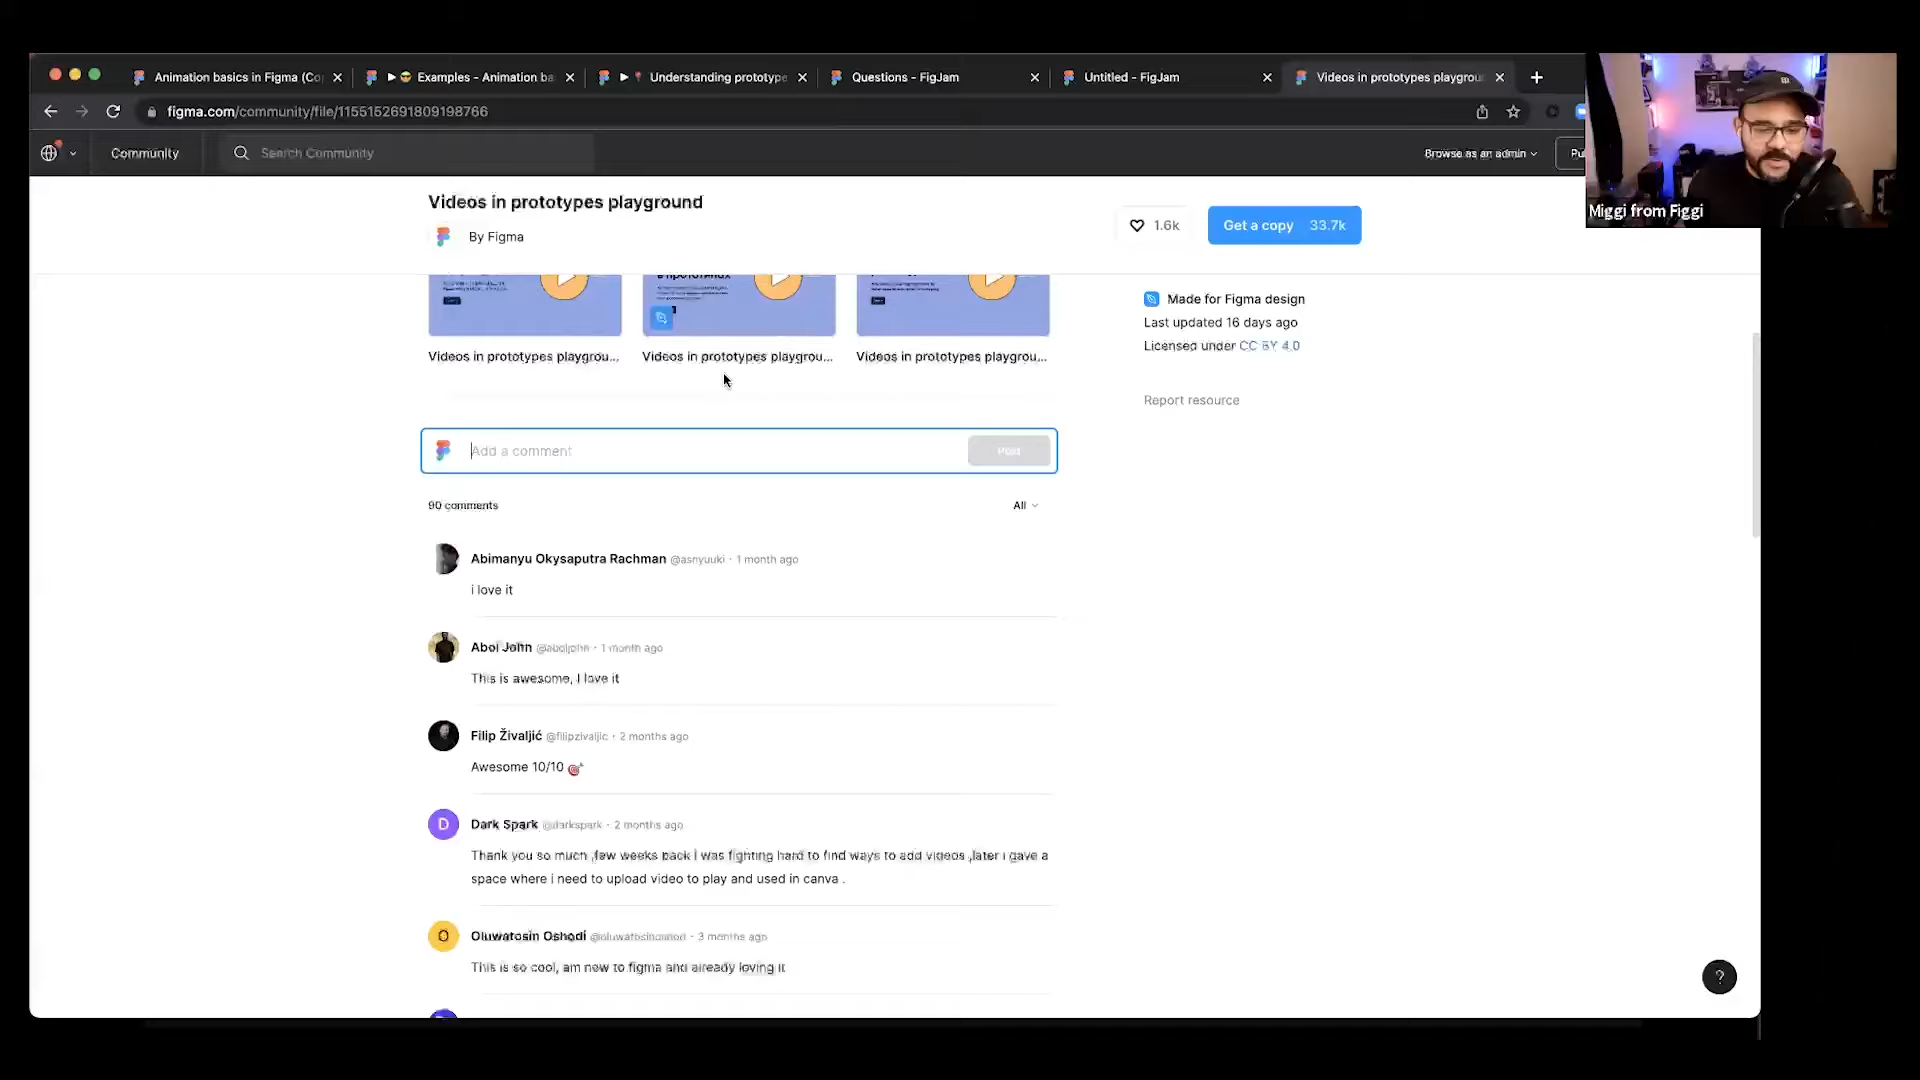 Animation basics in Figma (Co
Examples - Animation ba
Understanding prototype
Questions - FigJam
Untitled - FigJam
Videos in prototypes playgrou
figma.com/community/file/1155152691809198766
Community
Search Community
Browse as an admin
Pu
Miggi from Figgi
Videos in prototypes playground
By Figma
1.6k
Get a copy 33.7k
Videos in prototypes playgrou...
Videos in prototypes playgrou...
Videos in prototypes playgrou...
Made for Figma design
Last updated 16 days ago
Licensed under CC BY 4.0
Report resource
Add a comment
Post
90 comments
All
Abimanyu Okysaputra Rachman @asnyuuki · 1 month ago
i love it
Abol John @aboljohn · 1 month ago
This is awesome, I love it
Filip Živaljić @filipzivaljic · 2 months ago
Awesome 10/10 🎯
D
Dark Spark @darkspark · 2 months ago
Thank you so much ,few weeks back i was fighting hard to find ways to add videos ,later i gave a
space where i need to upload video to play and used in canva .
O
Oluwatosin Oshodi · 3 months ago
This is so cool, am new to figma and already loving it
?